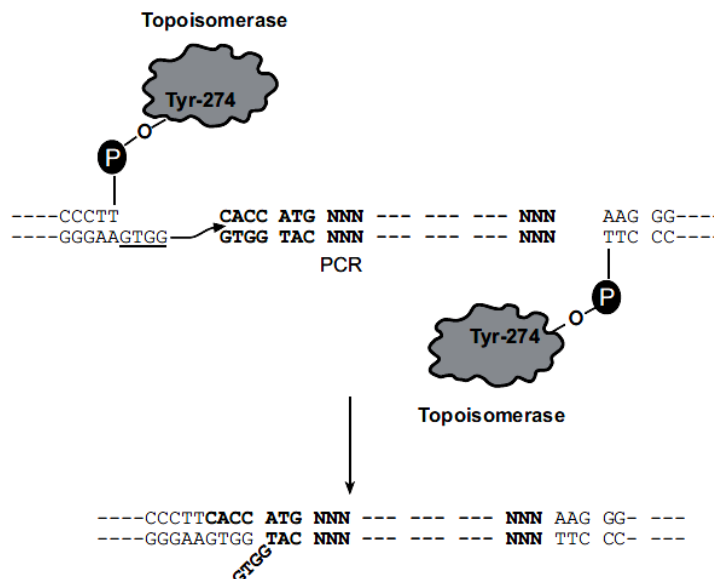 Topoisomerase
Tyr-274
O
P
----CCCTT CACC ATG NNN --- --- --- NNN AAG GG----
----GGGAAGTGG GTGG TAC NNN --- --- --- NNN TTC CC----
PCR
P
O
Tyr-274
Topoisomerase
----CCCTTCACC ATG NNN --- --- --- NNN AAG GG- ---
----GGGAAGTGG TAC NNN --- --- --- NNN TTC CC- ---
GTGG